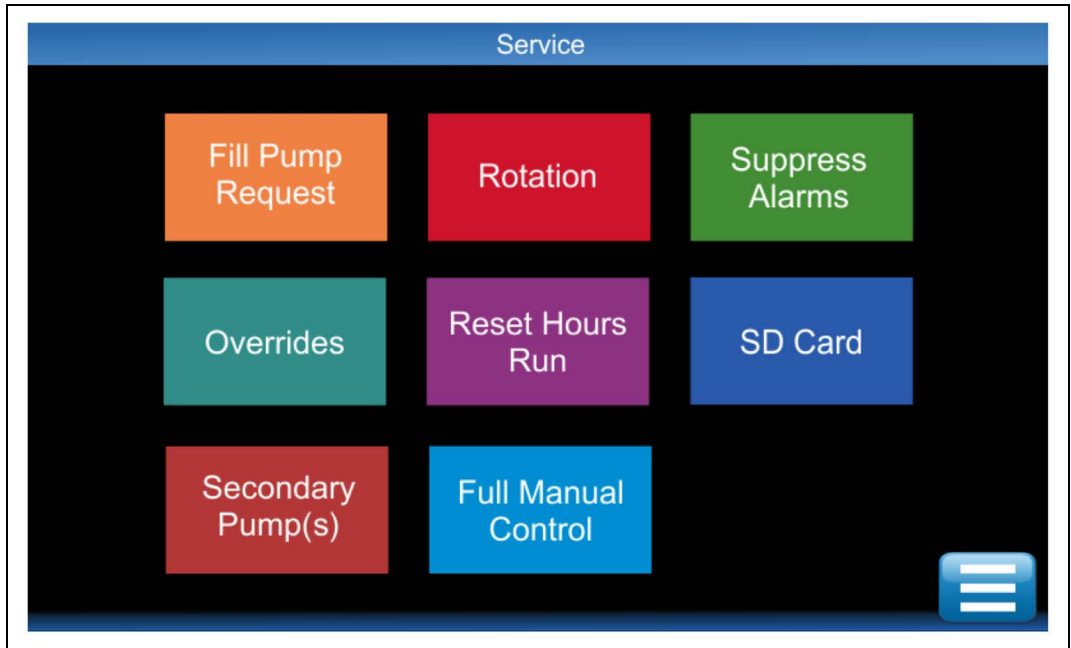 Service
Fill Pump
Request
Rotation
Suppress
Alarms
Overrides
Reset Hours
Run
SD Card
Secondary
Pump(s)
Full Manual
Control